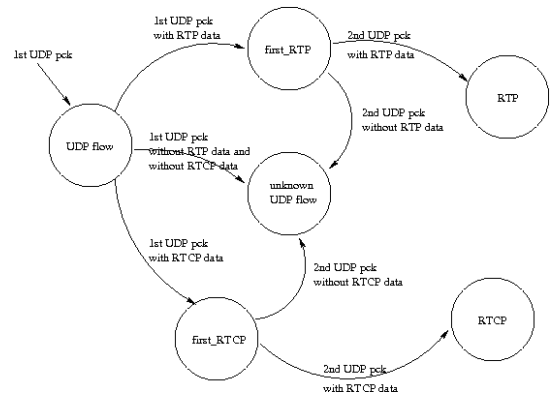 1st UDP pck
with RTP data
1st UDP pck
first_RTP
2nd UDP pck
with RTP data
RTP
UDP flow
1st UDP pck
without RTP data and
without RTCP data
2nd UDP pck
without RTP data
unknown
UDP flow
1st UDP pck
with RTCP data
2nd UDP pck
without RTCP data
first_RTCP
RTCP
2nd UDP pck
with RTCP data